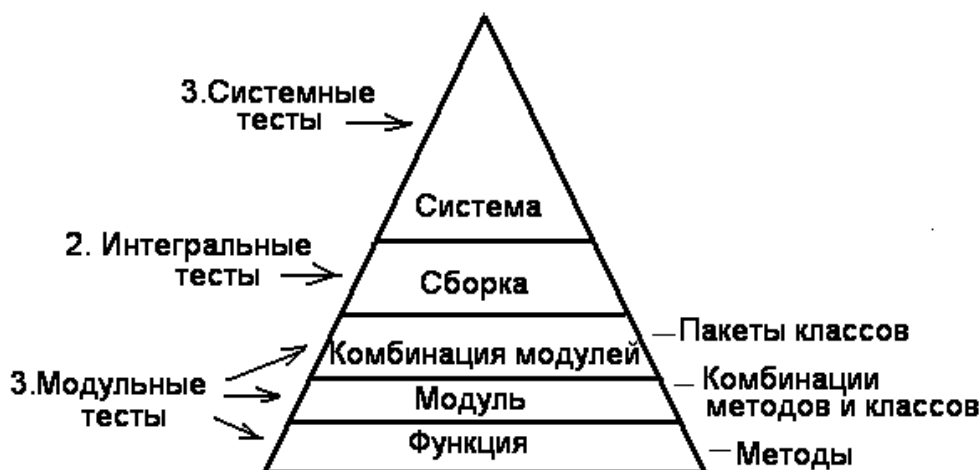 3.Системные
тесты
Система
2. Интегральные
тесты
Сборка
Пакеты классов
Комбинация модулей
3.Модульные
тесты
Комбинации
методов и классов
Модуль
Функция
Методы